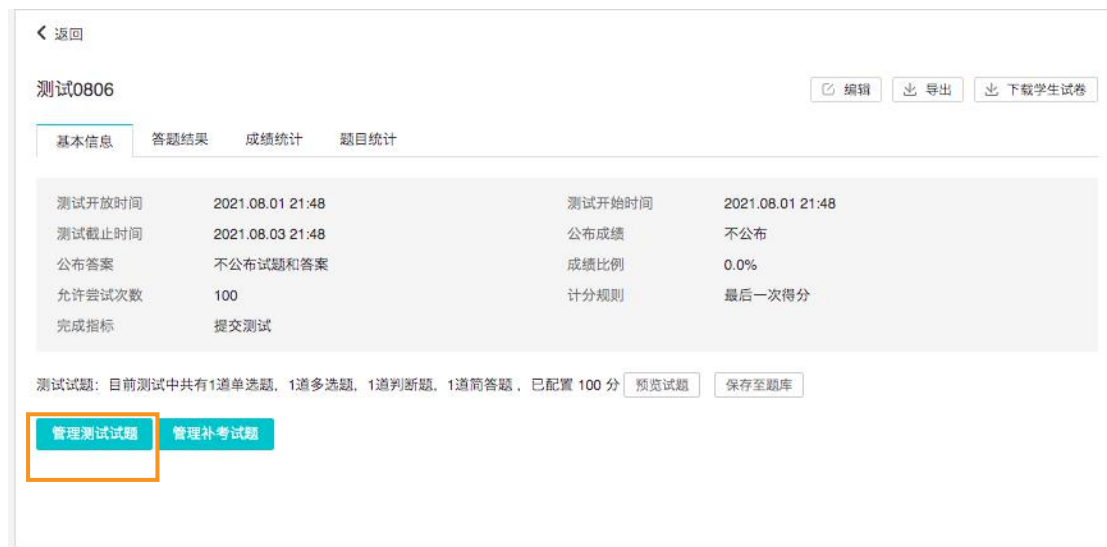 返回
测试0806 编辑 导出 下载学生试卷
基本信息 答题结果 成绩统计 题目统计
测试开放时间 2021.08.01 21:48 测试开始时间 2021.08.01 21:48
测试截止时间 2021.08.03 21:48 公布成绩 不公布
公布答案 不公布试题和答案 成绩比例 0.0%
允许尝试次数 100 计分规则 最后一次得分
完成指标 提交测试
测试试题：目前测试中共有1道单选题，1道多选题，1道判断题，1道简答题 ，已配置 100 分 预览试题 保存至题库
管理测试试题 管理补考试题